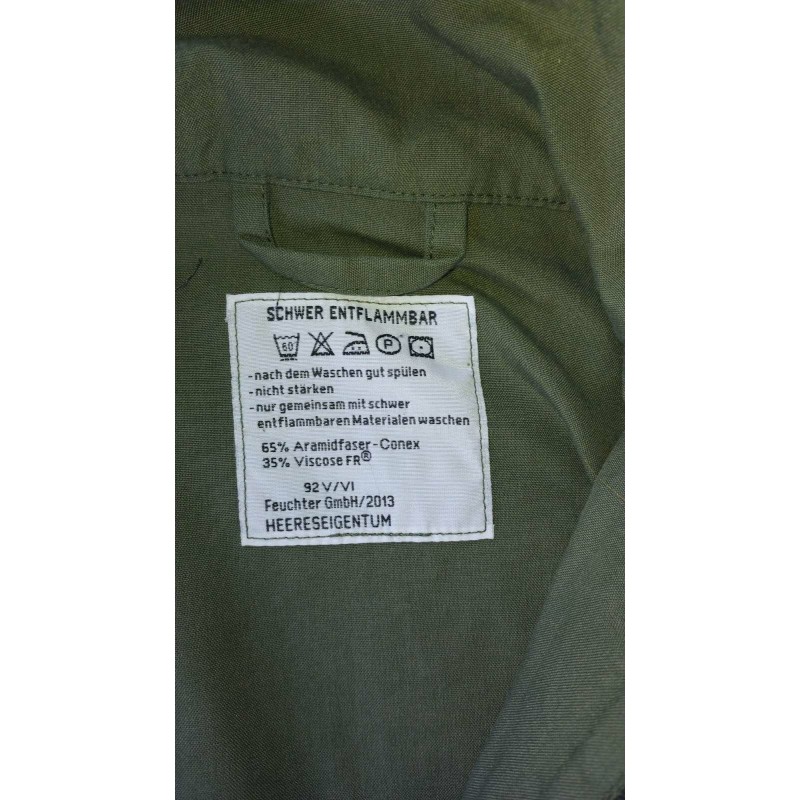 SCHWER ENTFLAMMBAR
60 P
-nach dem Waschen gut spülen
-nicht stärken
-nur gemeinsam mit schwer
entflammbaren Materialen waschen
65% Aramidfaser-Conex
35% Viscose FR®
92 V/VI
Feuchter GmbH/2013
HEERESEIGENTUM